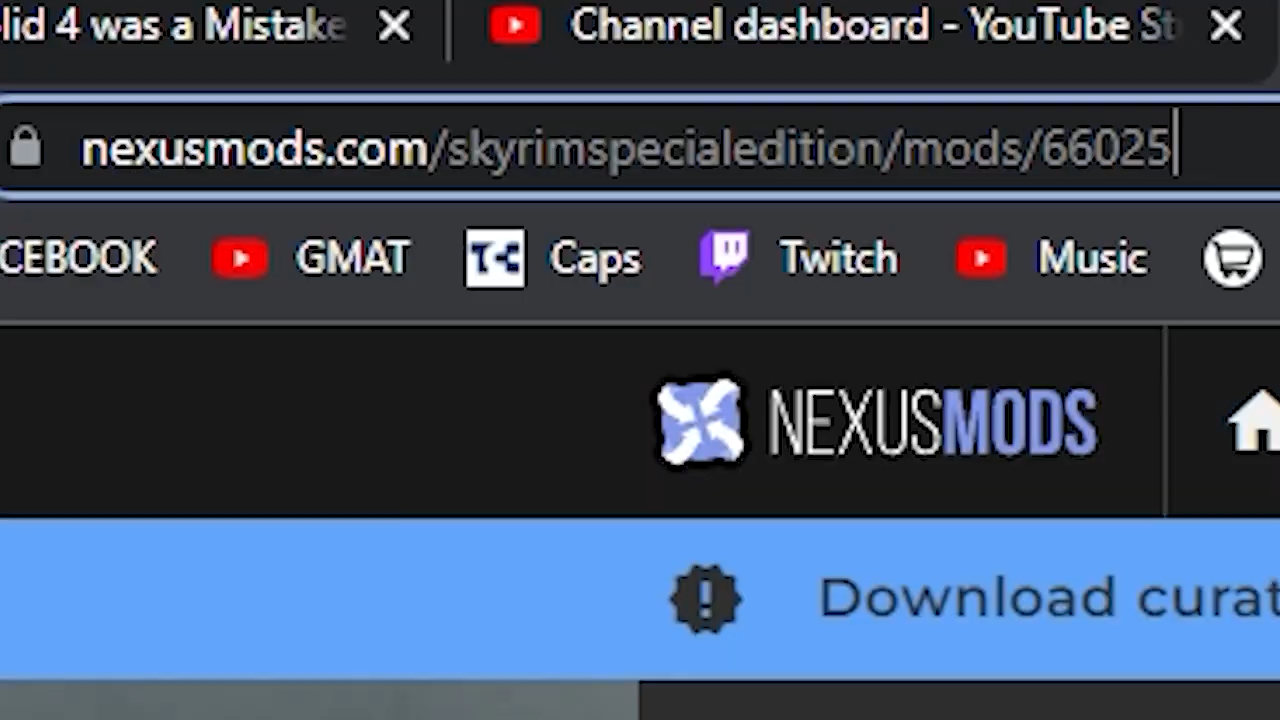 lid 4 was a Mistake Channel dashboard - YouTube St
nexusmods.com/skyrimspecialedition/mods/66025
CEBOOK GMAT Caps Twitch Music
NEXUSMODS
Download curat